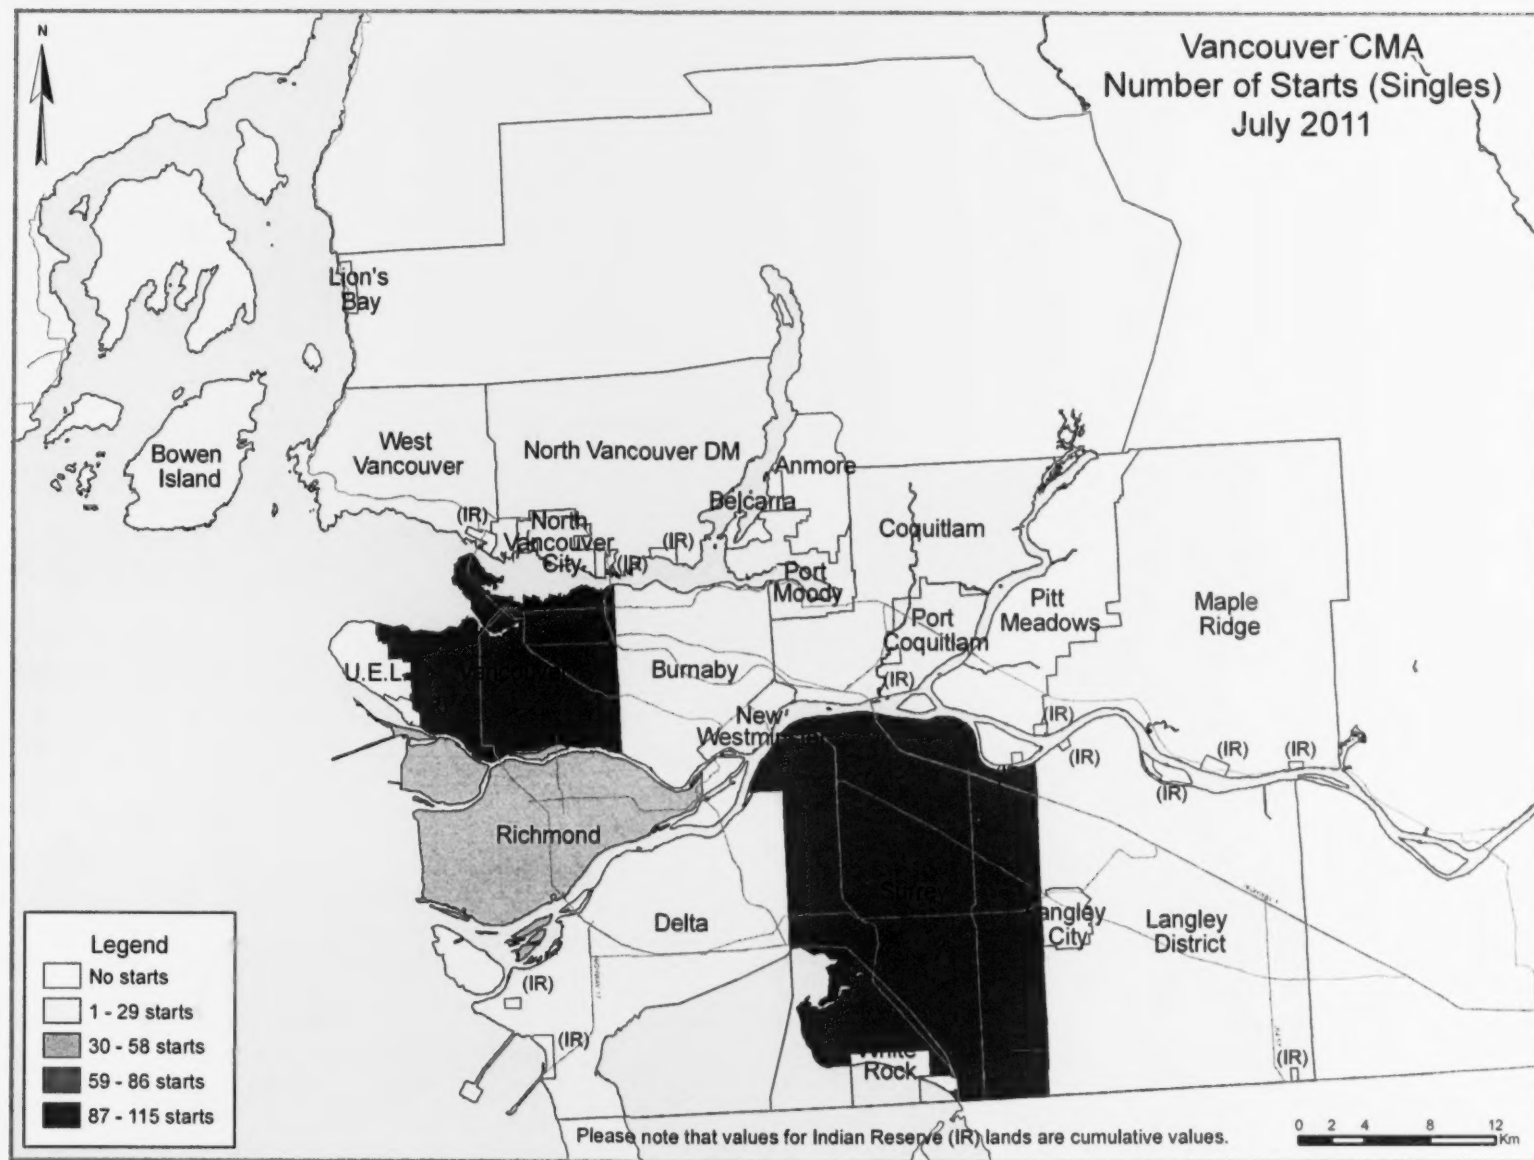 N
Vancouver CMA
Number of Starts (Singles)
July 2011
Lion's
Bay
Bowen
Island
West
Vancouver
North Vancouver DM
Anmore
Belcarra
(IR)
North
Vancouver
City
(IR)
(IR)
Coquitlam
Port
Moody
Port
Coquitlam
Pitt
Meadows
Maple
Ridge
U.E.L.
Vancouver
Burnaby
(IR)
New
Westminster
(IR)
(IR)
(IR)
(IR)
(IR)
Richmond
Surrey
Delta
Langley
City
Langley
District
(IR)
(IR)
White
Rock
(IR)
Legend
No starts
1 - 29 starts
30 - 58 starts
59 - 86 starts
87 - 115 starts
Please note that values for Indian Reserve (IR) lands are cumulative values.
0 2 4 8 12
Km